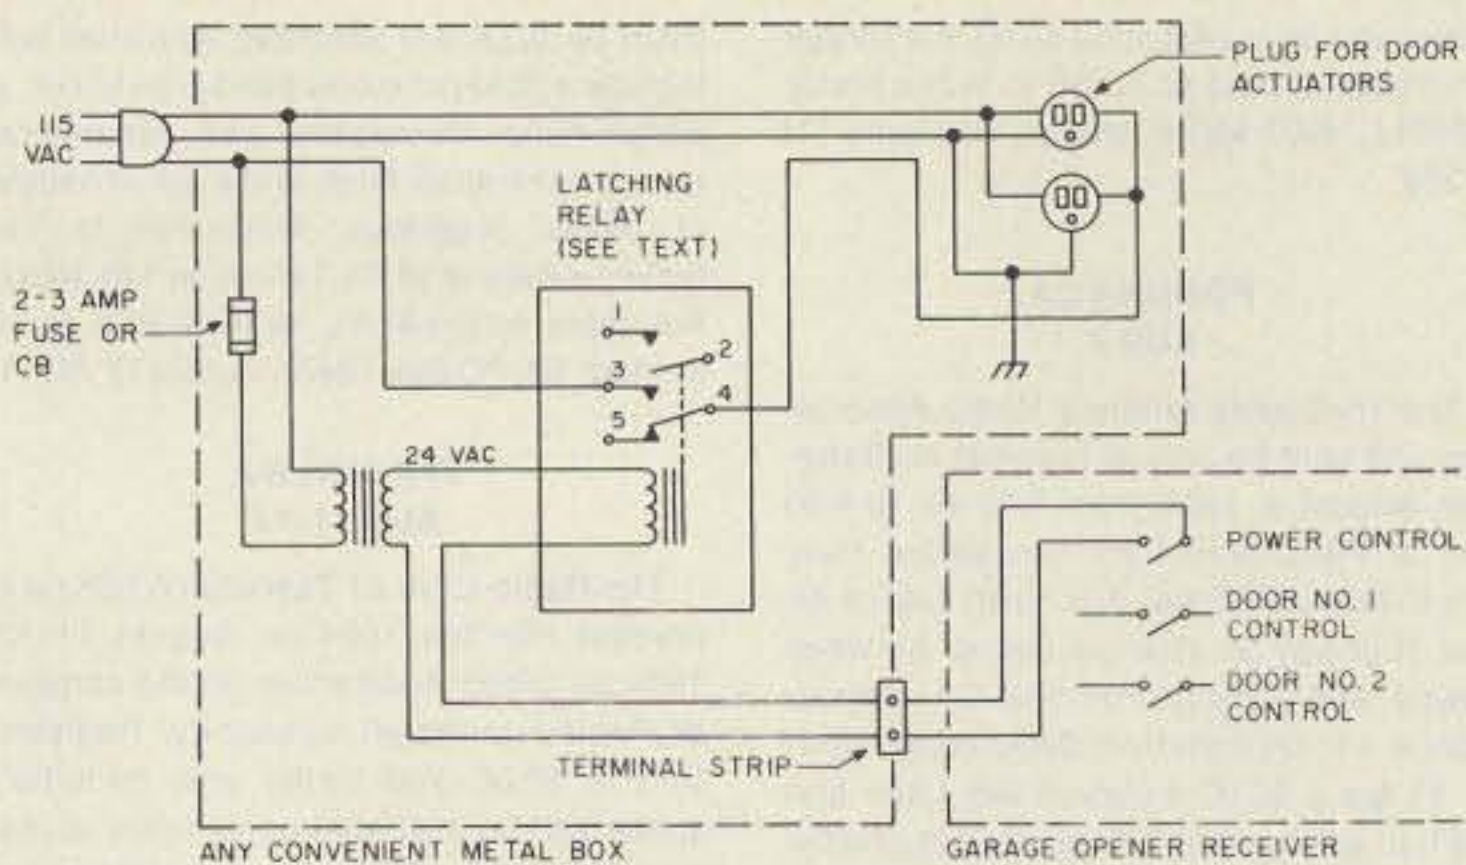 PLUG FOR DOOR
ACTUATORS
115
VAC
LATCHING
RELAY
(SEE TEXT)
2-3 AMP
FUSE OR
CB
1
2
3
4
5
24 VAC
POWER CONTROL
DOOR NO. 1
CONTROL
DOOR NO. 2
CONTROL
TERMINAL STRIP
ANY CONVENIENT METAL BOX
GARAGE OPENER RECEIVER